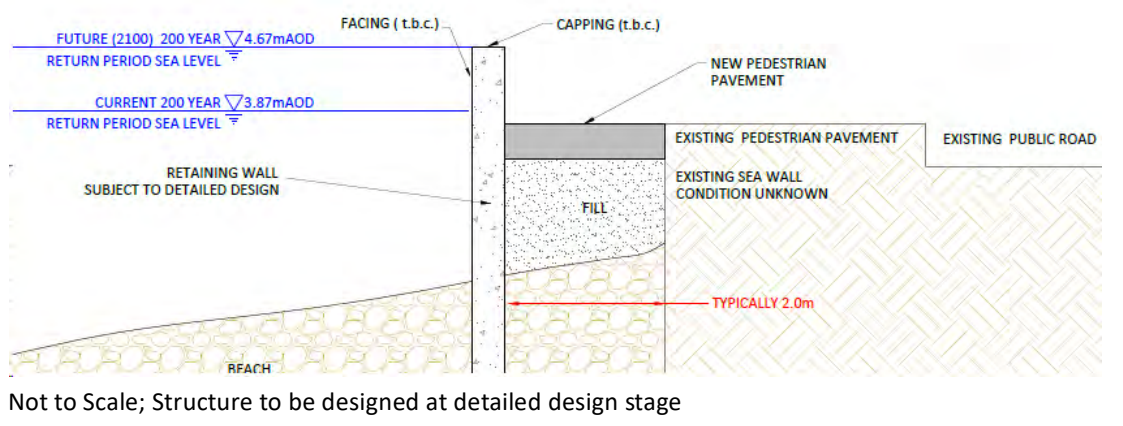 FACING ( t.b.c.)
CAPPING (t.b.c.)
FUTURE (2100) 200 YEAR 4.67mAOD
RETURN PERIOD SEA LEVEL
NEW PEDESTRIAN
PAVEMENT
CURRENT 200 YEAR 3.87mAOD
RETURN PERIOD SEA LEVEL
EXISTING PEDESTRIAN PAVEMENT
EXISTING PUBLIC ROAD
RETAINING WALL
SUBJECT TO DETAILED DESIGN
EXISTING SEA WALL
CONDITION UNKNOWN
FILL
TYPICALLY 2.0m
BEACH
Not to Scale; Structure to be designed at detailed design stage